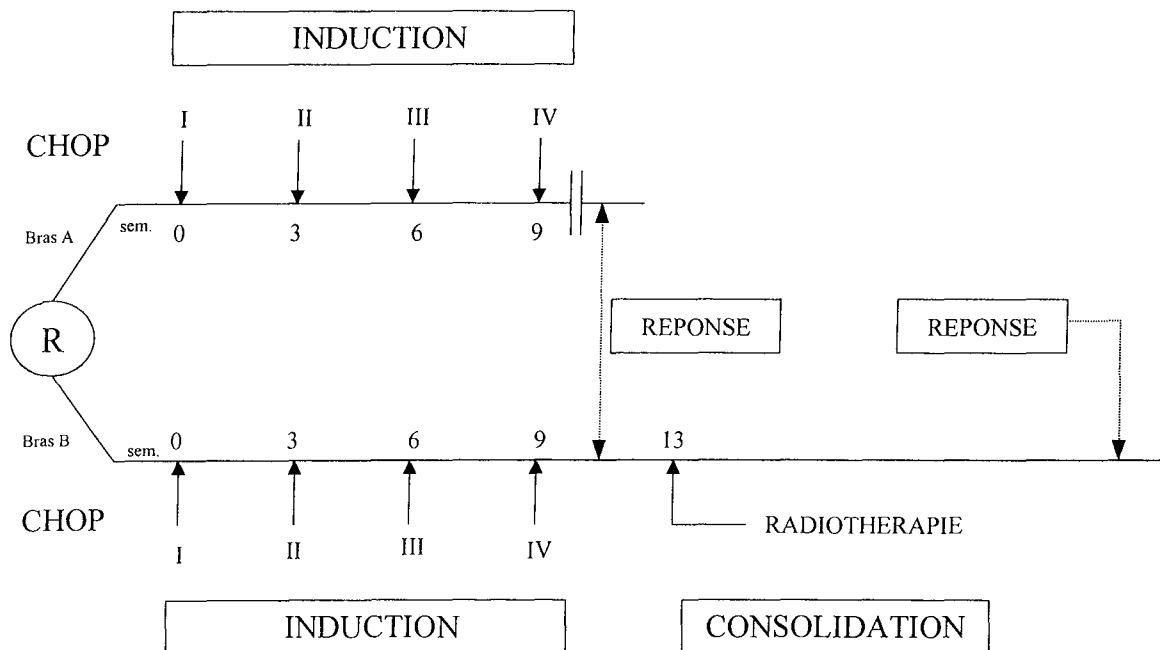 INDUCTION
I II III IV
CHOP
Bras A
sem. 0 3 6 9
R
REPONSE REPONSE
Bras B
sem. 0 3 6 9 13
CHOP
I II III IV
RADIOTHERAPIE
INDUCTION CONSOLIDATION